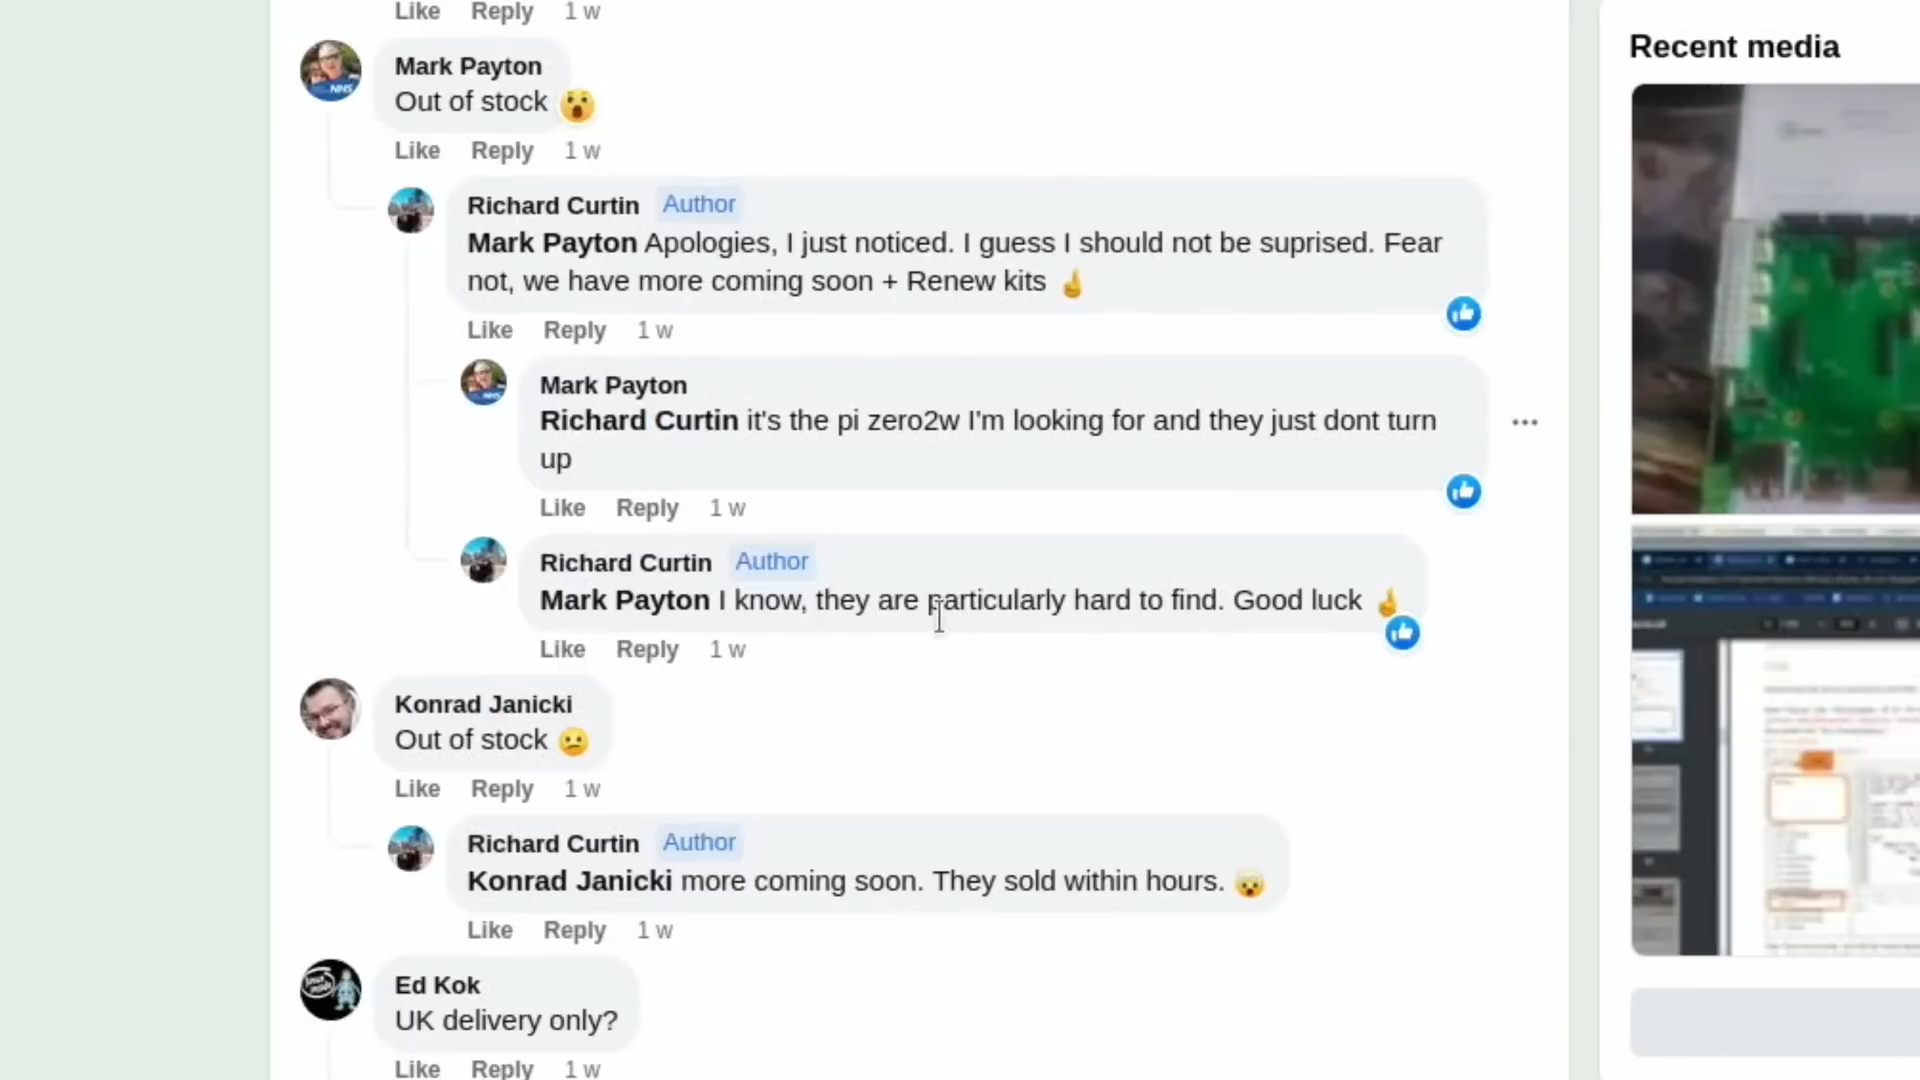 Like Reply 1 w
Recent media
Mark Payton
Out of stock 😮
Like Reply 1 w
Richard Curtin Author
Mark Payton Apologies, I just noticed. I guess I should not be suprised. Fear
not, we have more coming soon + Renew kits 🤞
Like Reply 1 w
Mark Payton
Richard Curtin it's the pi zero2w I'm looking for and they just dont turn
up
Like Reply 1 w
Richard Curtin Author
Mark Payton I know, they are particularly hard to find. Good luck 🤞
Like Reply 1 w
Konrad Janicki
Out of stock 😕
Like Reply 1 w
Richard Curtin Author
Konrad Janicki more coming soon. They sold within hours. 🤯
Like Reply 1 w
Ed Kok
UK delivery only?
Like Reply 1 w